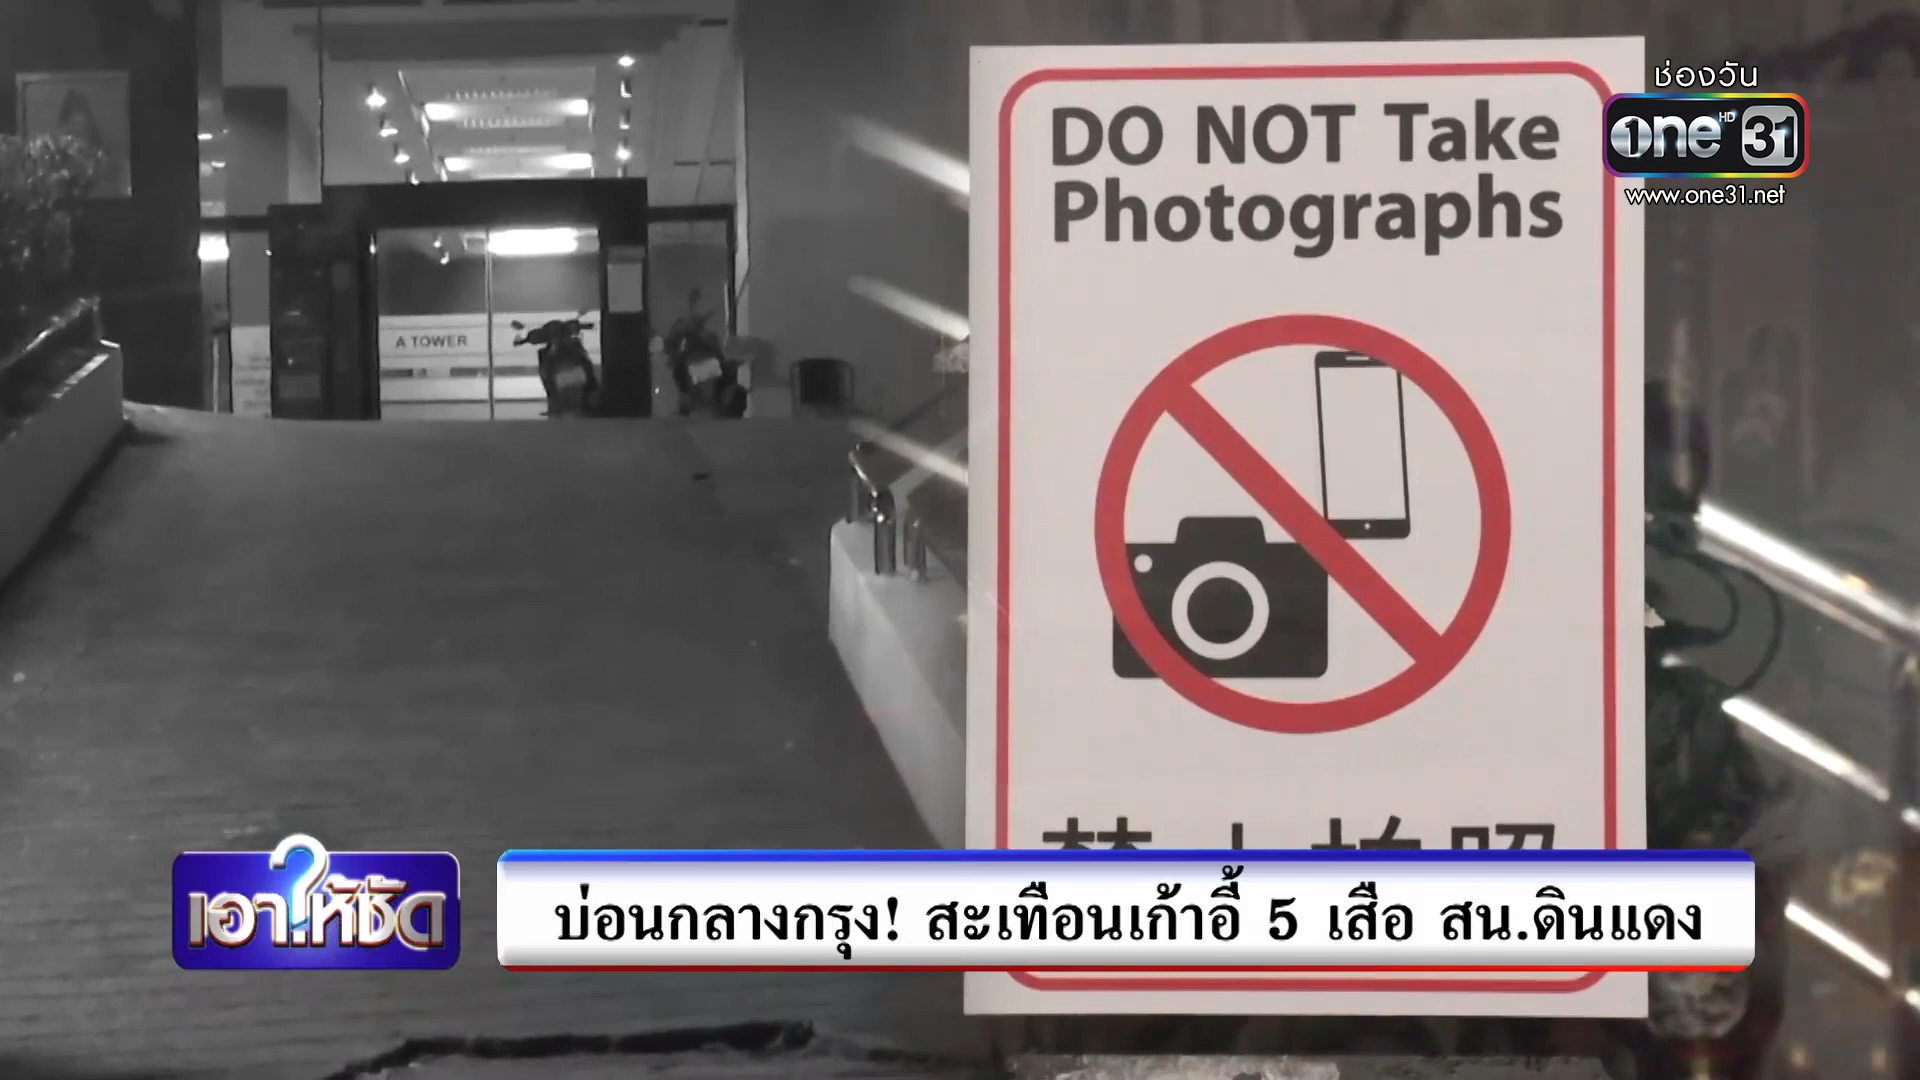 ช่องวัน
one HD 31
www.one31.net
DO NOT Take
Photographs
A TOWER
เอาให้ชัด
บ่อนกลางกรุง! สะเทือนเก้าอี้ 5 เสือ สน.ดินแดง